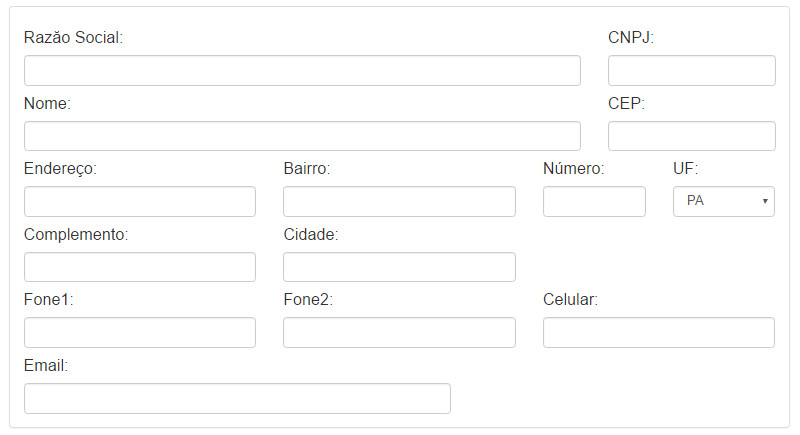 Razão Social: CNPJ:
Nome: CEP:
Endereço: Bairro: Número: UF:
PA
Complemento: Cidade:
Fone1: Fone2: Celular:
Email: